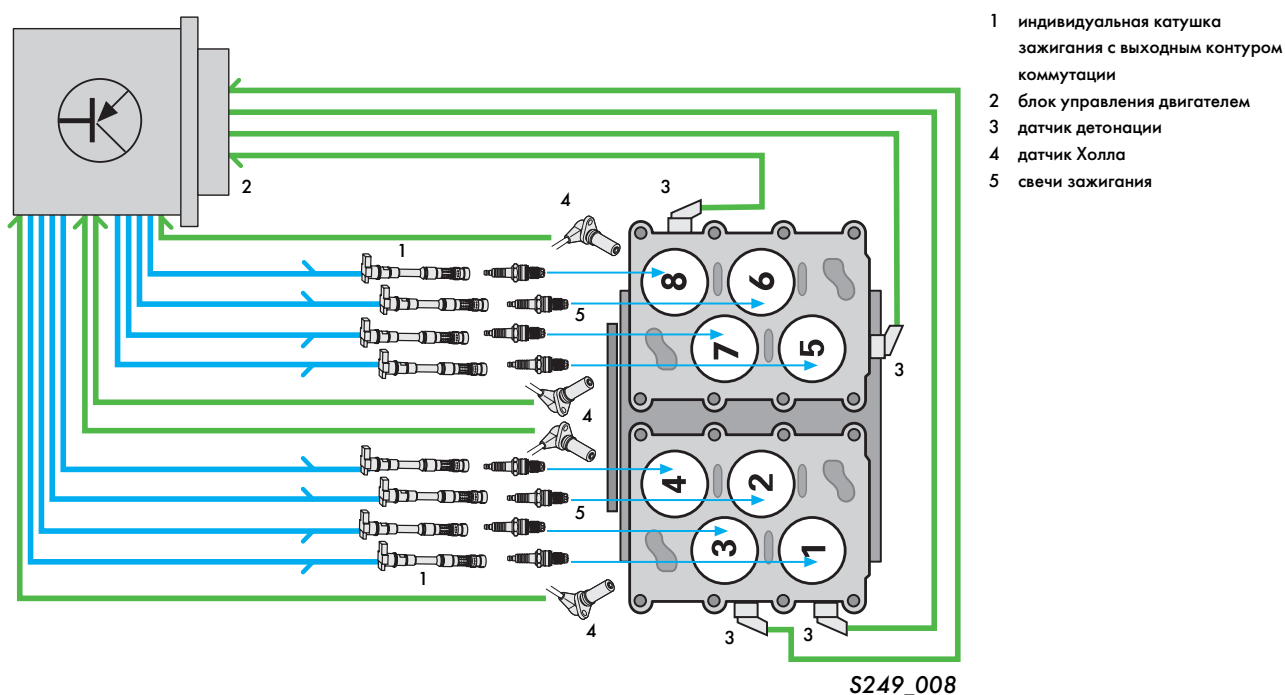 1 индивидуальная катушка
зажигания с выходным контуром
коммутации
2 блок управления двигателем
3 датчик детонации
4 датчик Холла
5 свечи зажигания
2
3
4
1
8
6
5
7
5
3
4
4
2
5
3
1
1
4
3
3
S249_008